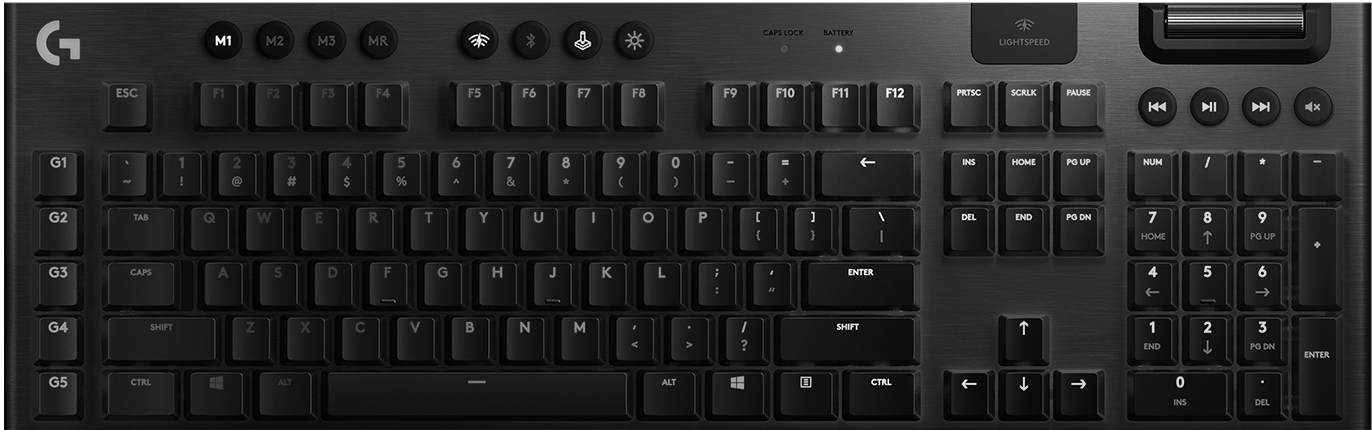 G M1 M2 M3 MR CAPS LOCK BATTERY LIGHTSPEED
ESC F1 F2 F3 F4 F5 F6 F7 F8 F9 F10 F11 F12 PRTSC SCRLK PAUSE
G1 ` 1 2 3 4 5 6 7 8 9 0 - = ← INS HOME PG UP NUM / * -
~ ! @ # $ % ^ & * ( ) _ +
G2 TAB Q W E R T Y U I O P [ ] \ DEL END PG DN 7 8 9 +
{ } | HOME ↑ PG UP
G3 CAPS A S D F G H J K L ; ' ENTER 4 5 6
: " ← →
G4 SHIFT Z X C V B N M , . / SHIFT ↑ 1 2 3 ENTER
< > ? END ↓ PG DN
G5 CTRL ALT ALT CTRL ← ↓ → 0 .
INS DEL